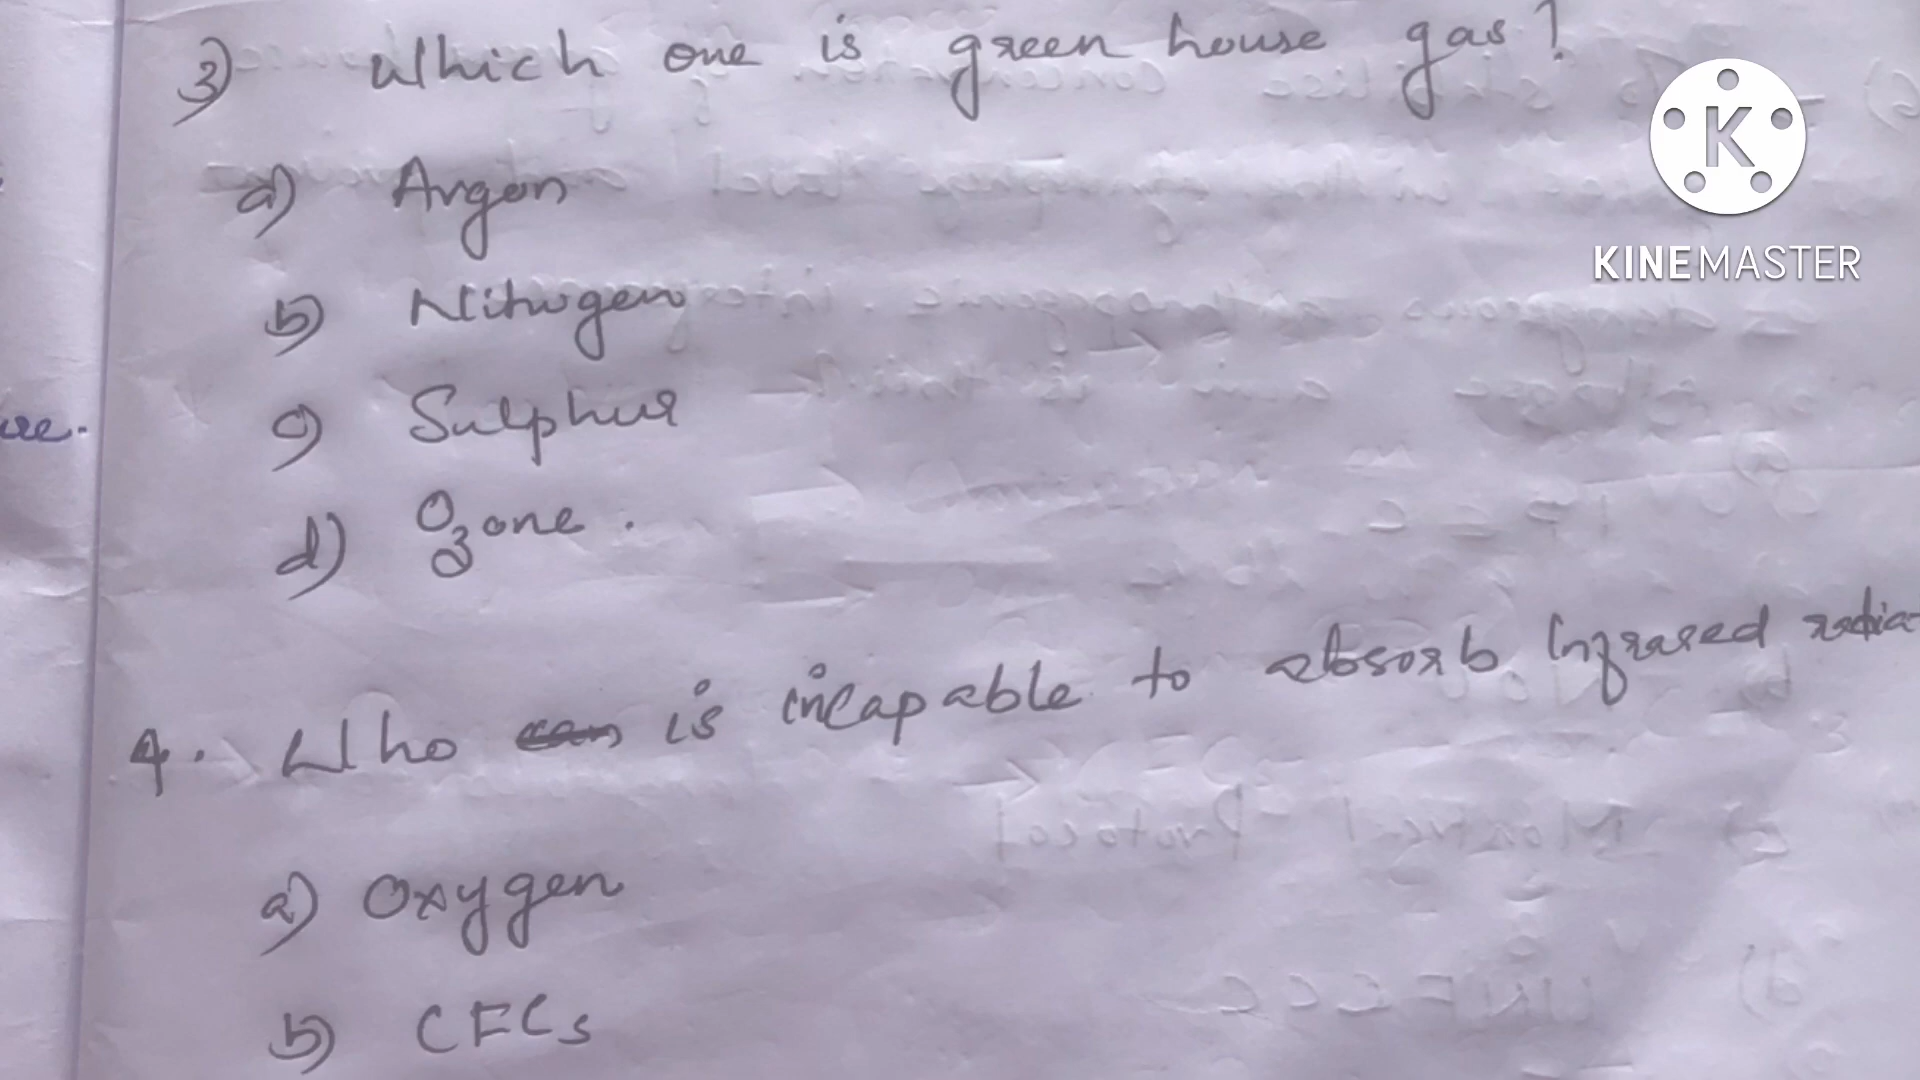 3) Which one is green house gas?
a) Argon
b) Nitrogen
c) Sulphur
d) Ozone.
4. Who is incapable to absorb Infrared radia-
a) Oxygen
b) CFCs
K
KINEMASTER